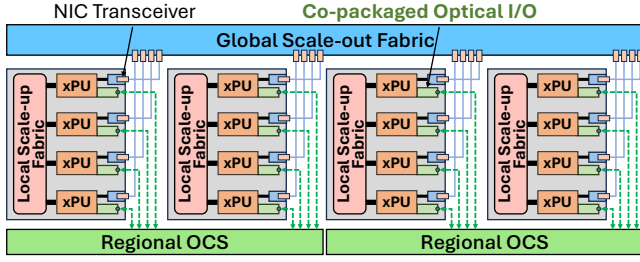 NIC Transceiver
Co-packaged Optical I/O
Global Scale-out Fabric
Local Scale-up
Fabric
xPU
xPU
xPU
xPU
Local Scale-up
Fabric
xPU
xPU
xPU
xPU
Local Scale-up
Fabric
xPU
xPU
xPU
xPU
Local Scale-up
Fabric
xPU
xPU
xPU
xPU
Regional OCS
Regional OCS